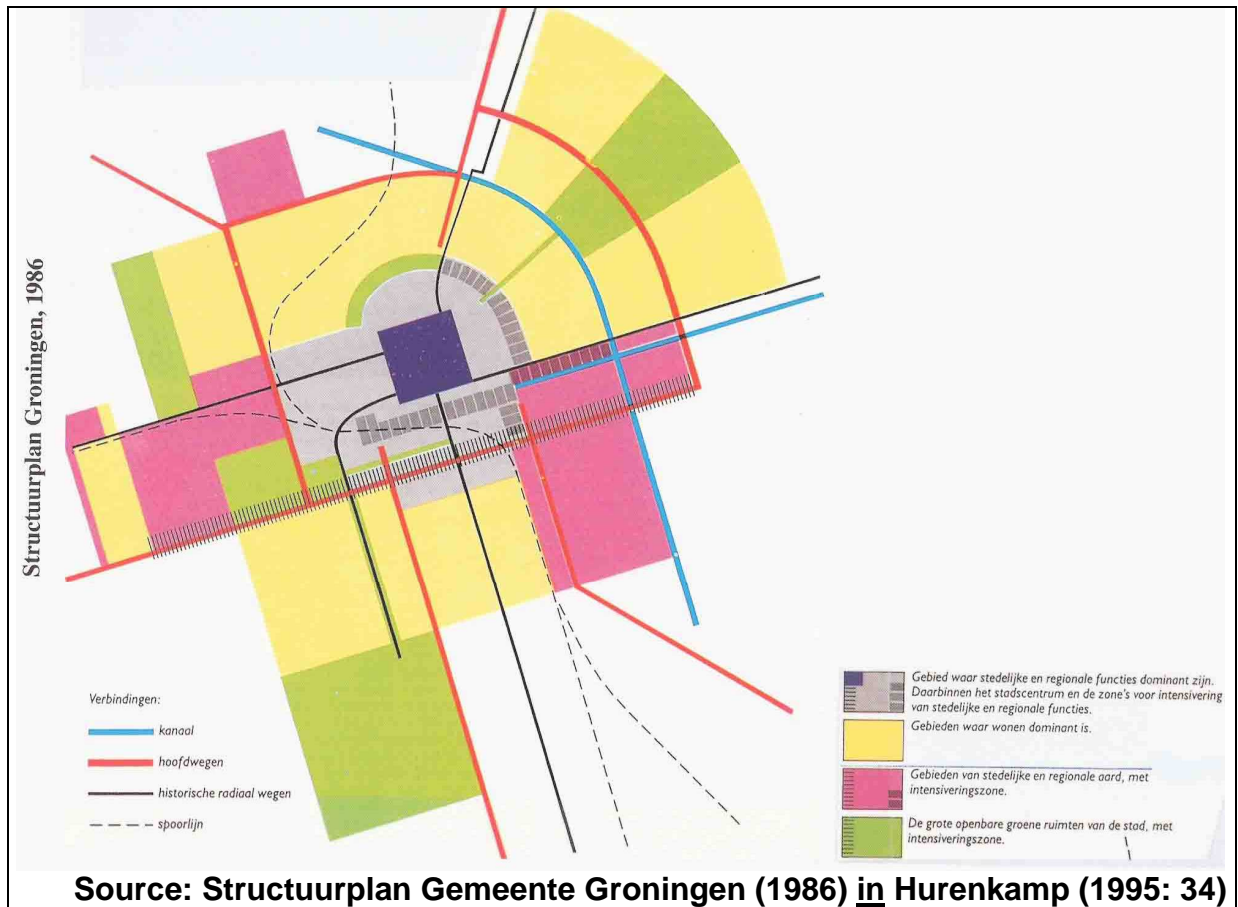 Structuurplan Groningen, 1986
Verbindingen:
kanaal
hoofdwegen
historische radiaal wegen
spoorlijn
Gebied waar stedelijke en regionale functies dominant zijn.
Daarbinnen het stadscentrum en de zone's voor intensivering
van stedelijke en regionale functies.
Gebieden waar wonen dominant is.
Gebieden van stedelijke en regionale aard, met
intensiveringszone.
De grote openbare groene ruimten van de stad, met
intensiveringszone.
Source: Structuurplan Gemeente Groningen (1986) in Hurenkamp (1995: 34)